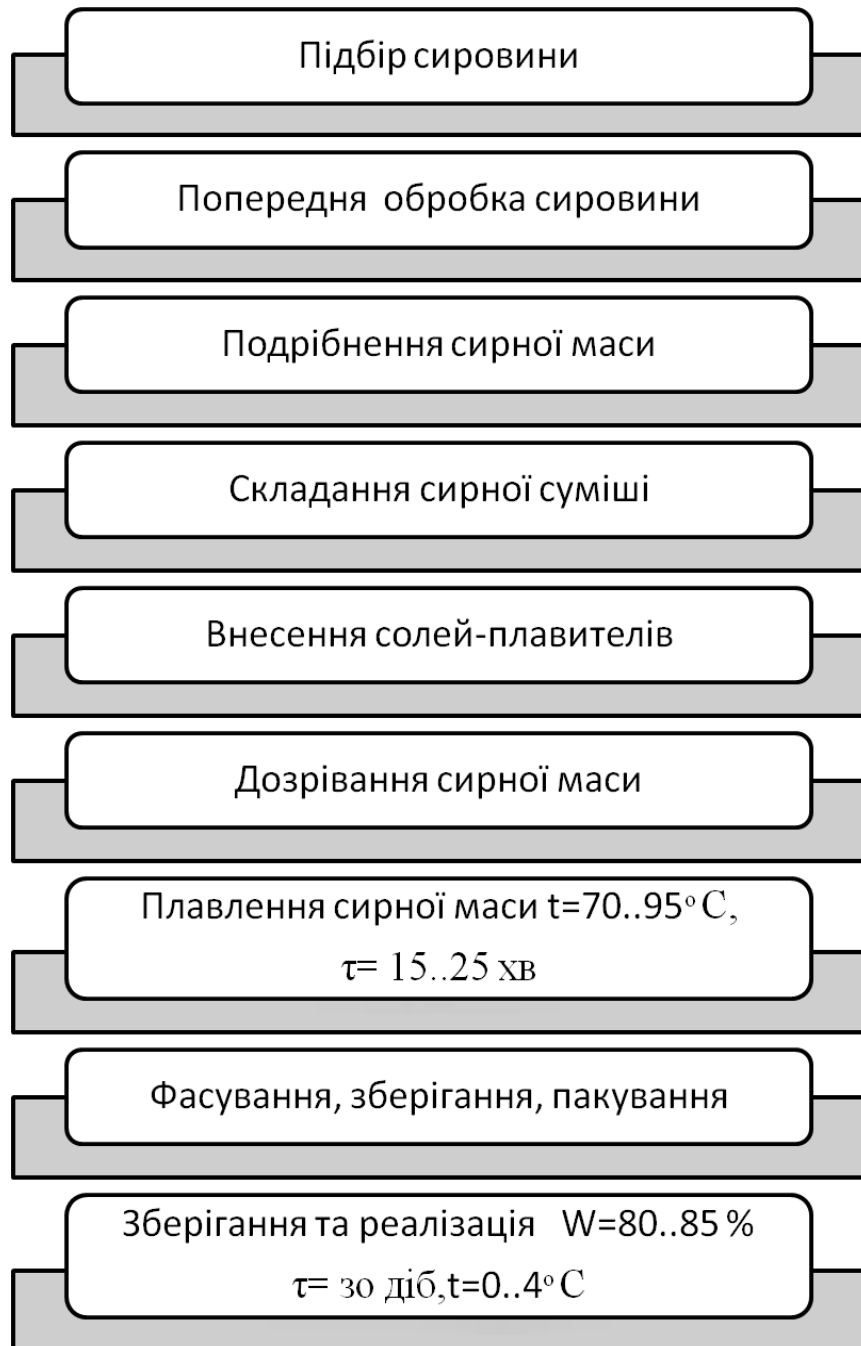 Підбір сировини
Попередня обробка сировини
Подрібнення сирної маси
Складання сирної суміші
Внесення солей-плавителів
Дозрівання сирної маси
Плавлення сирної маси t=70..95° С,
τ= 15..25 хв
Фасування, зберігання, пакування
Зберігання та реалізація W=80..85 %
τ= зо діб,t=0..4° С